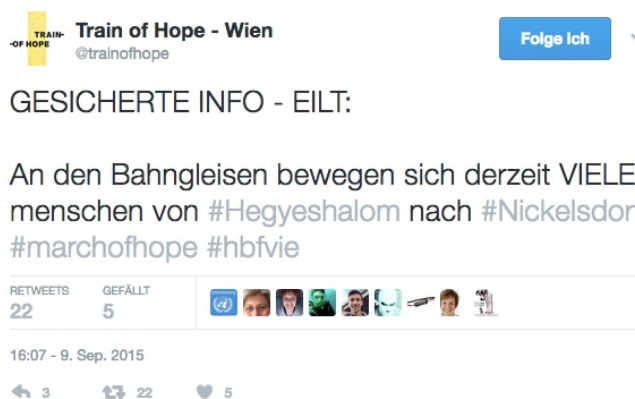 TRAIN-
-OF HOPE
Train of Hope - Wien
@trainofhope
Folge ich
GESICHERTE INFO - EILT:
An den Bahngleisen bewegen sich derzeit VIELE
menschen von #Hegyeshalom nach #Nickelsdor
#marchofhope #hbfvie
RETWEETS
GEFÄLLT
22
5
16:07 - 9. Sep. 2015
3
22
5